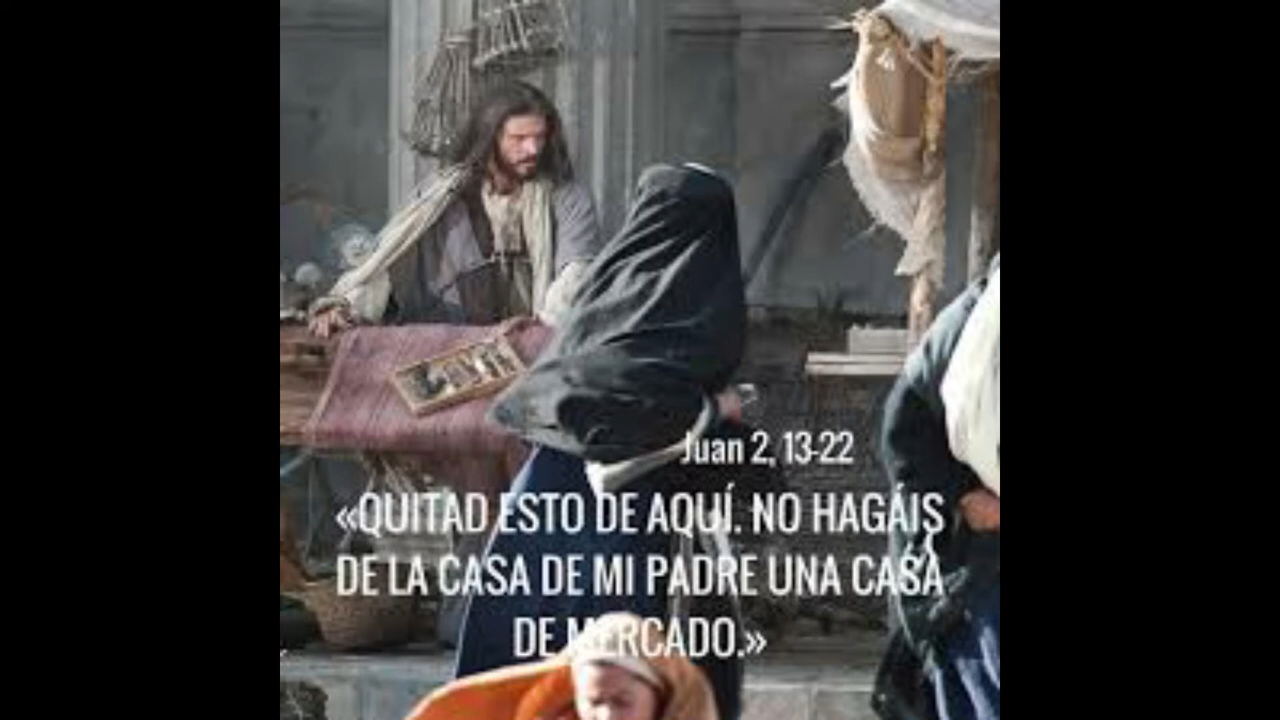 Juan 2, 13-22
«QUITAD ESTO DE AQUÍ. NO HAGÁIS
DE LA CASA DE MI PADRE UNA CASA
DE MERCADO.»